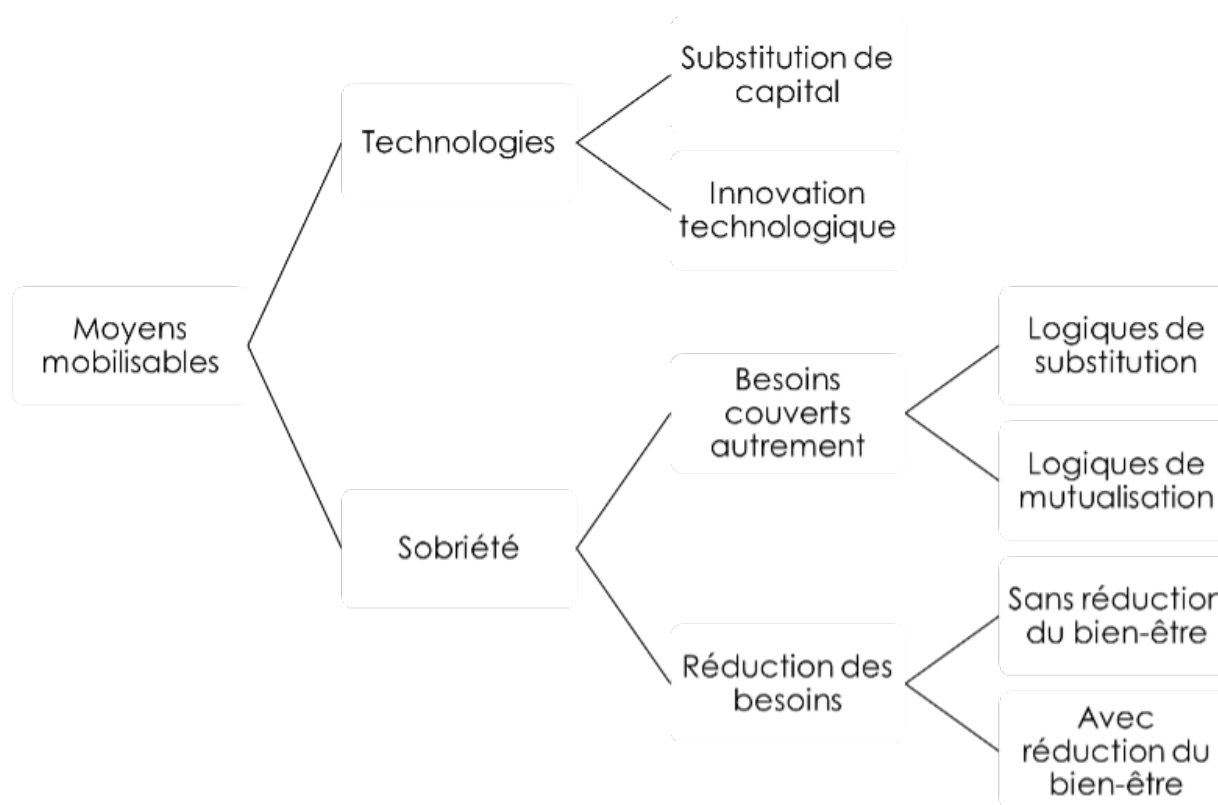 Substitution de
capital
Technologies
Innovation
technologique
Moyens
mobilisables
Logiques de
substitution
Besoins
couverts
autrement
Logiques de
mutualisation
Sobriété
Sans réduction
du bien-être
Réduction des
besoins
Avec
réduction du
bien-être